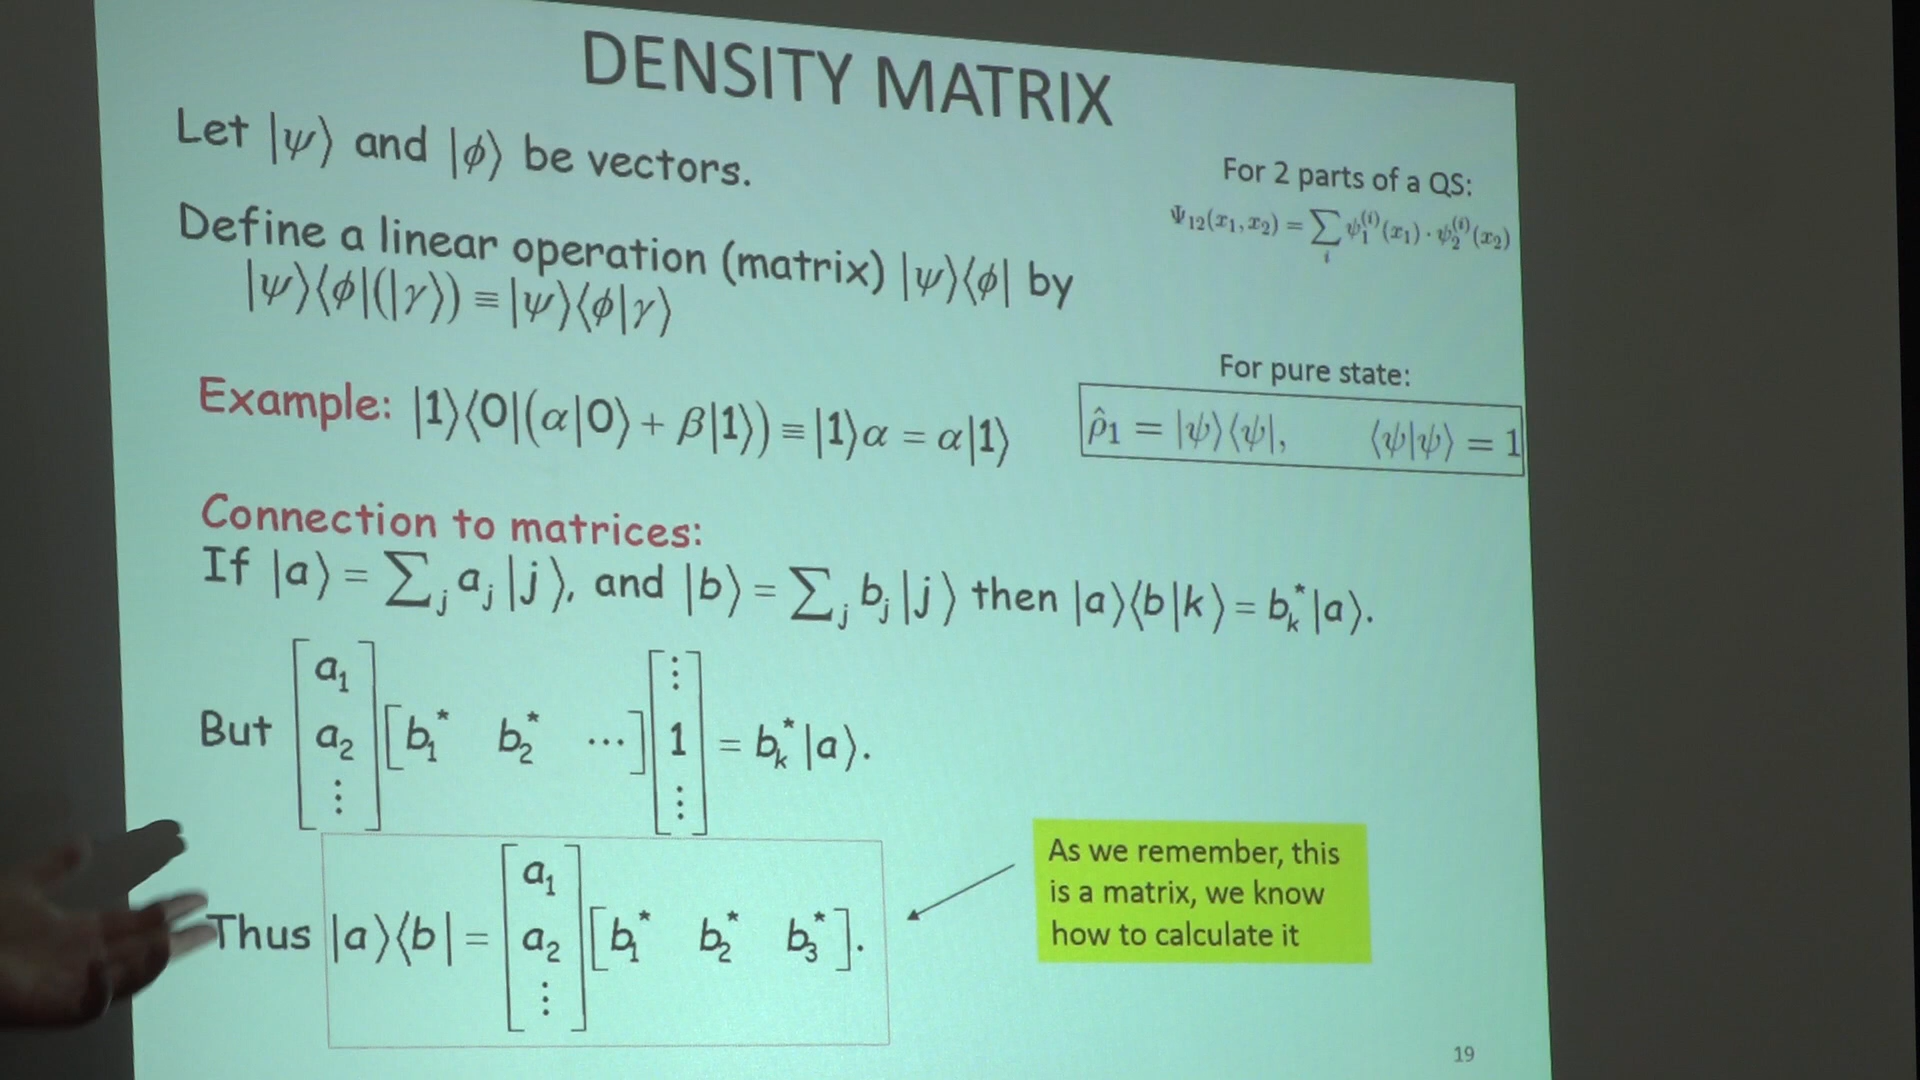 DENSITY MATRIX
Let |ψ⟩ and |ϕ⟩ be vectors.
For 2 parts of a QS:
Ψ₁₂(x₁, x₂) = ∑ᵢ ψ₁⁽ⁱ⁾(x₁) · ψ₂⁽ⁱ⁾(x₂)
Define a linear operation (matrix) |ψ⟩⟨ϕ| by
|ψ⟩⟨ϕ|(|γ⟩) ≡ |ψ⟩⟨ϕ|γ⟩
For pure state:
ρ̂₁ = |ψ⟩⟨ψ|, ⟨ψ|ψ⟩ = 1
Example: |1⟩⟨0|(α|0⟩ + β|1⟩) ≡ |1⟩α = α|1⟩
Connection to matrices:
If |a⟩ = ∑ⱼ aⱼ|j⟩, and |b⟩ = ∑ⱼ bⱼ|j⟩ then |a⟩⟨b|k⟩ = bₖ*|a⟩.
But [a₁ a₂ ⋮] [b₁* b₂* ⋯] [⋮ 1 ⋮] = bₖ*|a⟩.
Thus |a⟩⟨b| = [a₁ a₂ ⋮] [b₁* b₂* b₃*].
As we remember, this
is a matrix, we know
how to calculate it
19